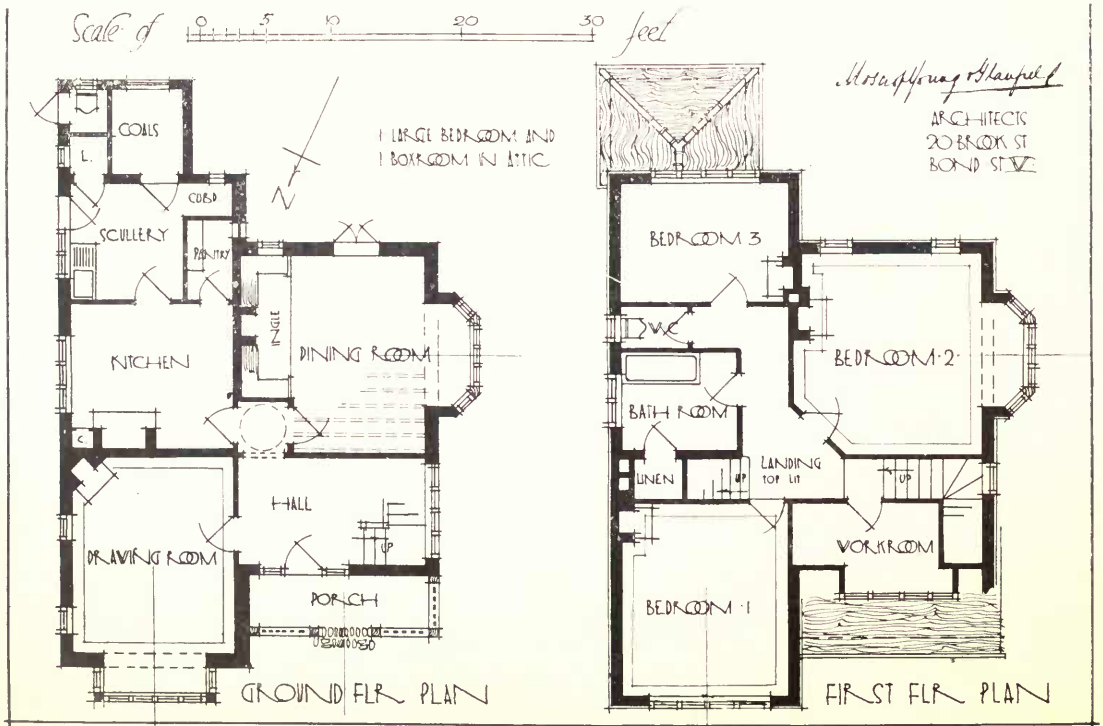 Scale of 0 5 10 20 30 feet
ARCHITECTS
20 BROOK ST
BOND ST W
1 LARGE BEDROOM AND
1 BOXROOM IN ATTIC
N
COALS
L.
CUBD
SCULLERY
PANTRY
KITCHEN
INGLE
DINING ROOM
C.
HALL
UP
DRAWING ROOM
PORCH
GROUND FLR PLAN
BEDROOM 3
W.C
BEDROOM · 2 ·
BATH ROOM
LINEN
UP
LANDING
TOP LIT
UP
WORKROOM
BEDROOM · 1
FIRST FLR PLAN